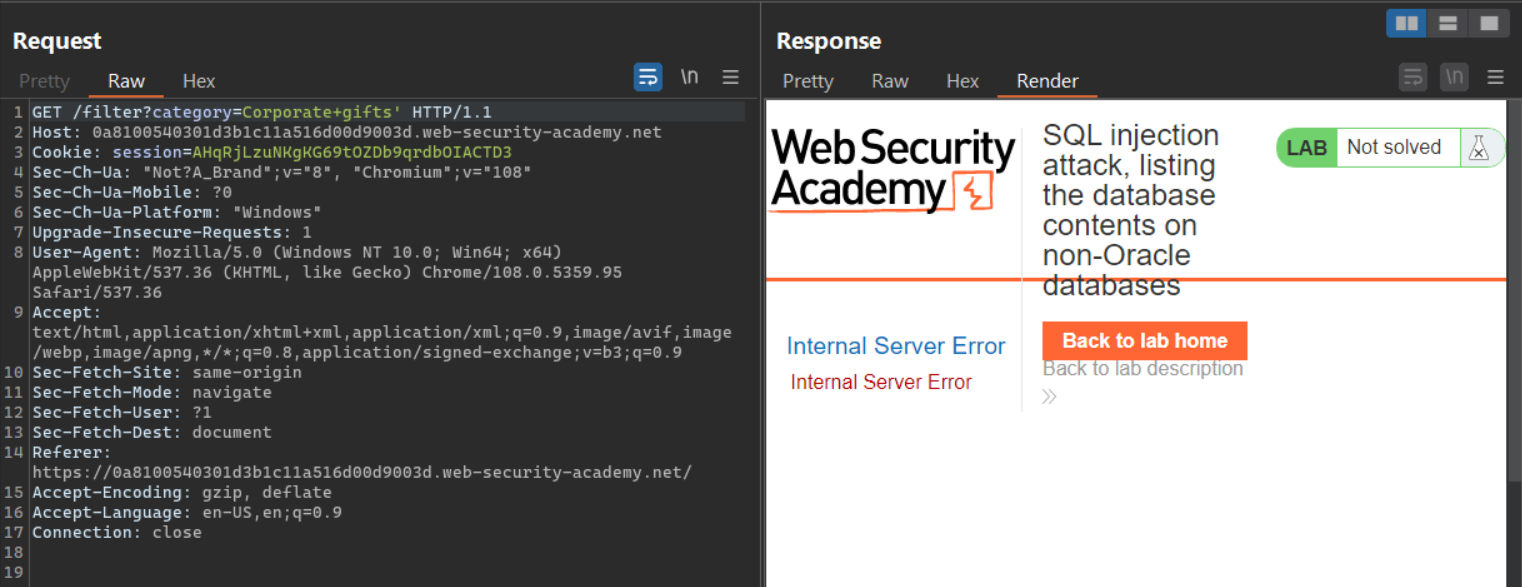 Request
Pretty Raw Hex \n
1 GET /filter?category=Corporate+gifts' HTTP/1.1
2 Host: 0a8100540301d3b1c11a516d00d9003d.web-security-academy.net
3 Cookie: session=AHqRjLzuNKgKG69tOZDb9qrdbOIACTD3
4 Sec-Ch-Ua: "Not?A_Brand";v="8", "Chromium";v="108"
5 Sec-Ch-Ua-Mobile: ?0
6 Sec-Ch-Ua-Platform: "Windows"
7 Upgrade-Insecure-Requests: 1
8 User-Agent: Mozilla/5.0 (Windows NT 10.0; Win64; x64)
AppleWebKit/537.36 (KHTML, like Gecko) Chrome/108.0.5359.95
Safari/537.36
9 Accept:
text/html,application/xhtml+xml,application/xml;q=0.9,image/avif,image
/webp,image/apng,*/*;q=0.8,application/signed-exchange;v=b3;q=0.9
10 Sec-Fetch-Site: same-origin
11 Sec-Fetch-Mode: navigate
12 Sec-Fetch-User: ?1
13 Sec-Fetch-Dest: document
14 Referer:
https://0a8100540301d3b1c11a516d00d9003d.web-security-academy.net/
15 Accept-Encoding: gzip, deflate
16 Accept-Language: en-US,en;q=0.9
17 Connection: close
18
19
Response
Pretty Raw Hex Render \n
Web Security
Academy
SQL injection
attack, listing
the database
contents on
non-Oracle
databases
LAB Not solved
Back to lab home
Back to lab description
Internal Server Error
Internal Server Error